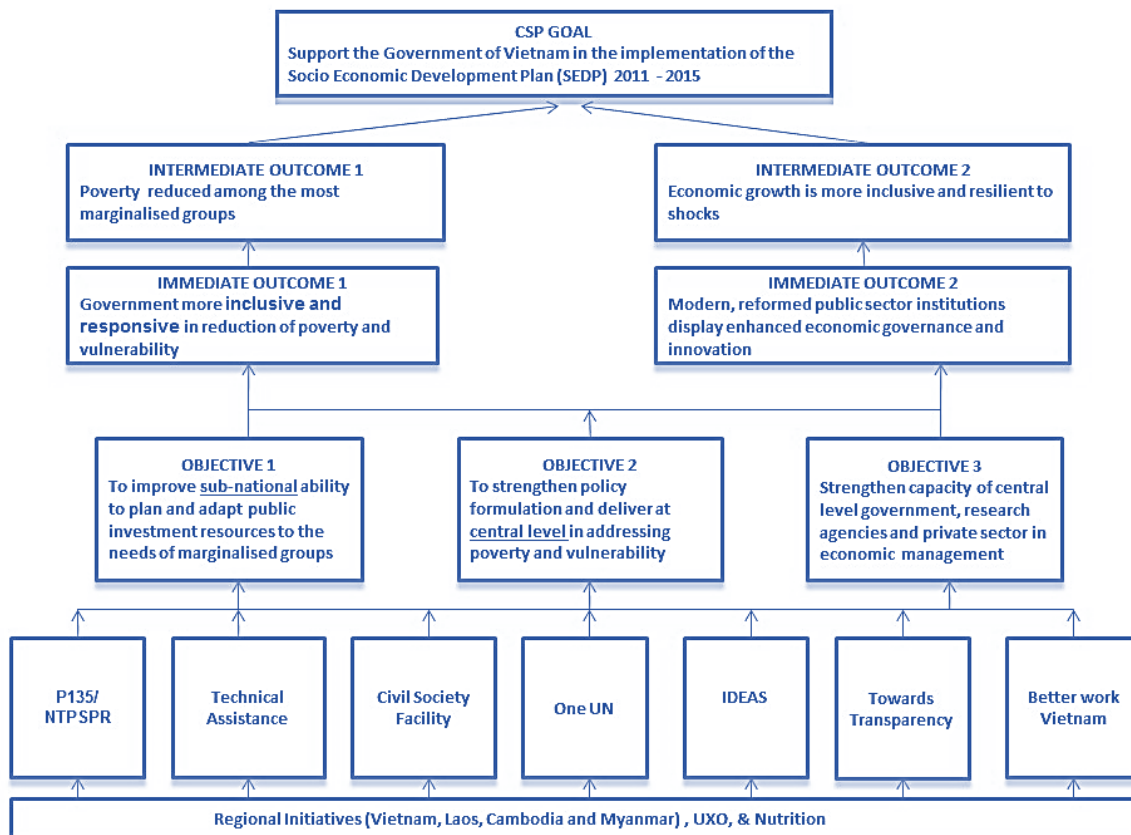 CSP GOAL
Support the Government of Vietnam in the implementation of the
Socio Economic Development Plan (SEDP) 2011 - 2015
INTERMEDIATE OUTCOME 1
Poverty reduced among the most
marginalised groups
INTERMEDIATE OUTCOME 2
Economic growth is more inclusive and resilient to
shocks
IMMEDIATE OUTCOME 1
Government more inclusive and
responsive in reduction of poverty and
vulnerability
IMMEDIATE OUTCOME 2
Modern, reformed public sector institutions
display enhanced economic governance and
innovation
OBJECTIVE 1
To improve sub-national ability
to plan and adapt public
investment resources to the
needs of marginalised groups
OBJECTIVE 2
To strengthen policy
formulation and deliver at
central level in addressing
poverty and vulnerability
OBJECTIVE 3
Strengthen capacity of central
level government, research
agencies and private sector in
economic management
P135/
NTP SPR
Technical
Assistance
Civil Society
Facility
One UN
IDEAS
Towards
Transparency
Better work
Vietnam
Regional Initiatives (Vietnam, Laos, Cambodia and Myanmar) , UXO, & Nutrition